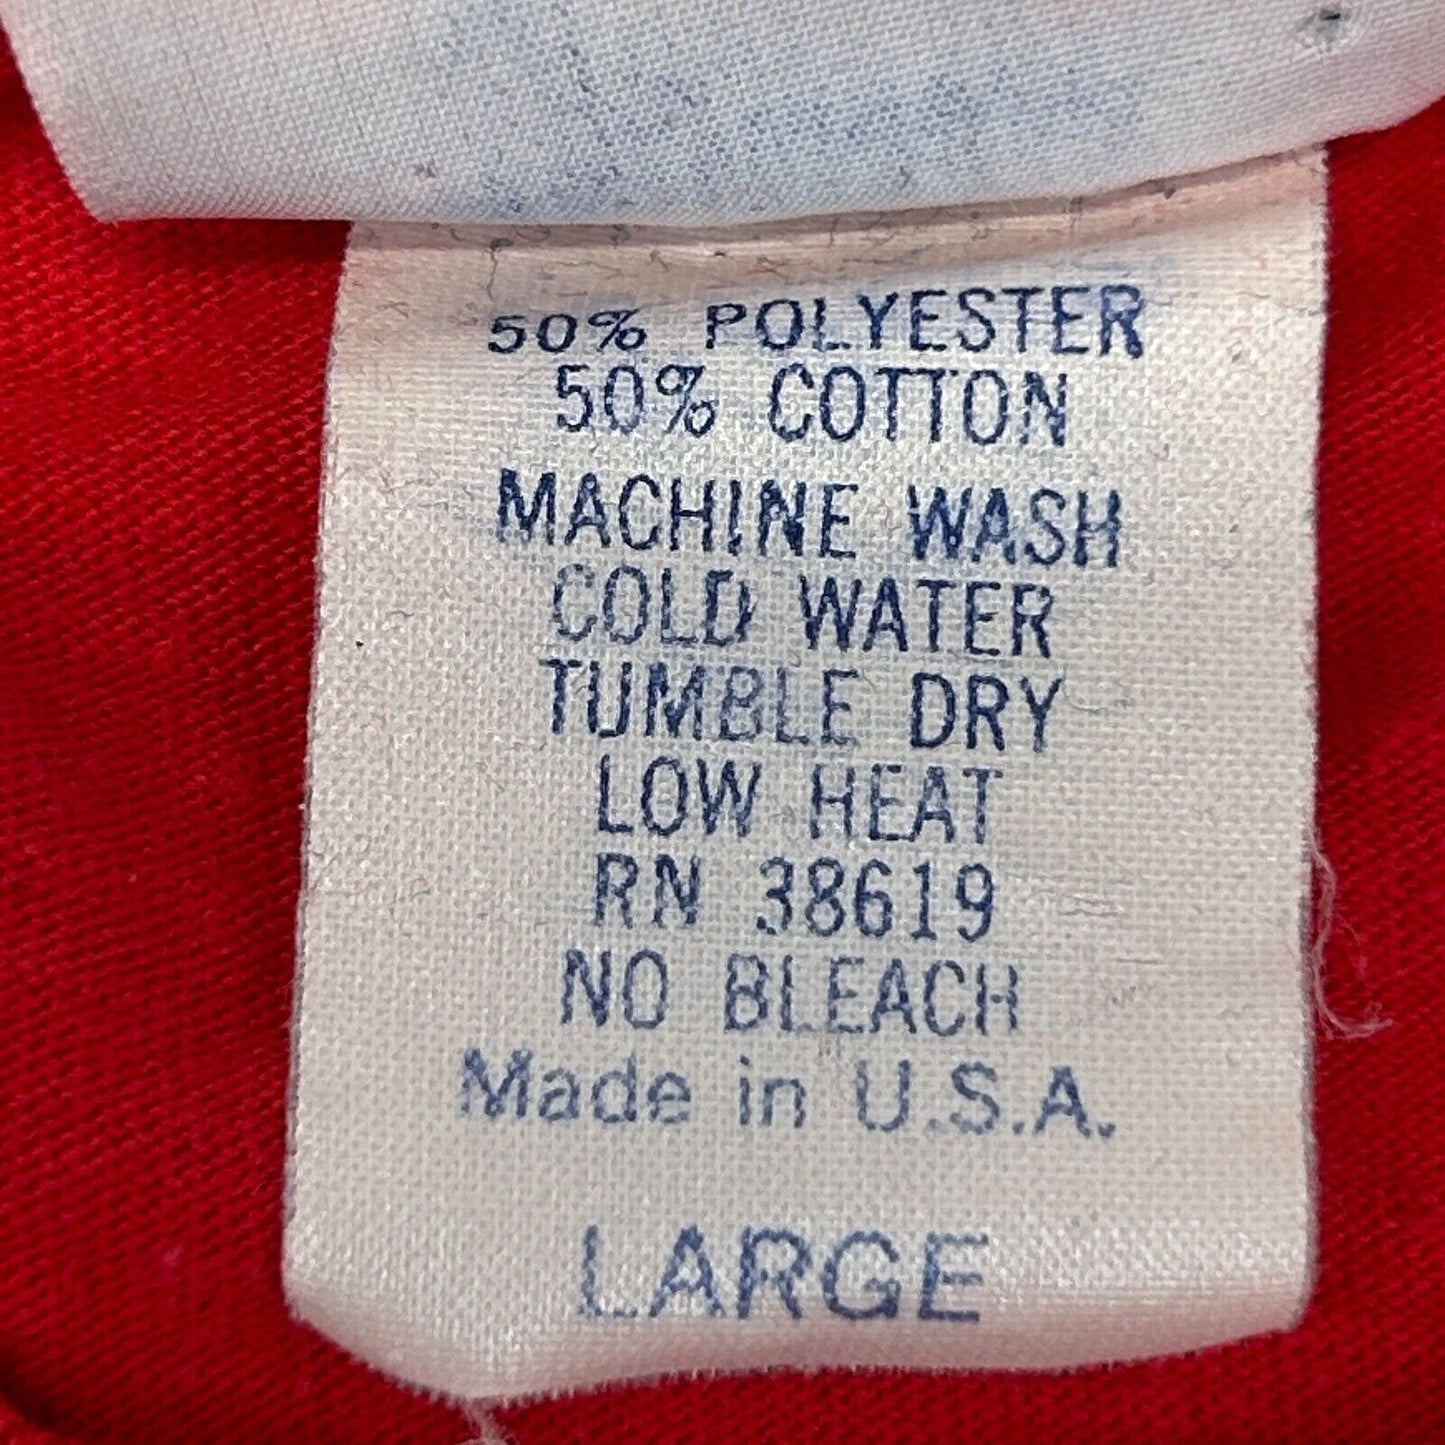 50% POLYESTER
50% COTTON
MACHINE WASH
COLD WATER
TUMBLE DRY
LOW HEAT
RN 38619
NO BLEACH
Made in U.S.A.
LARGE